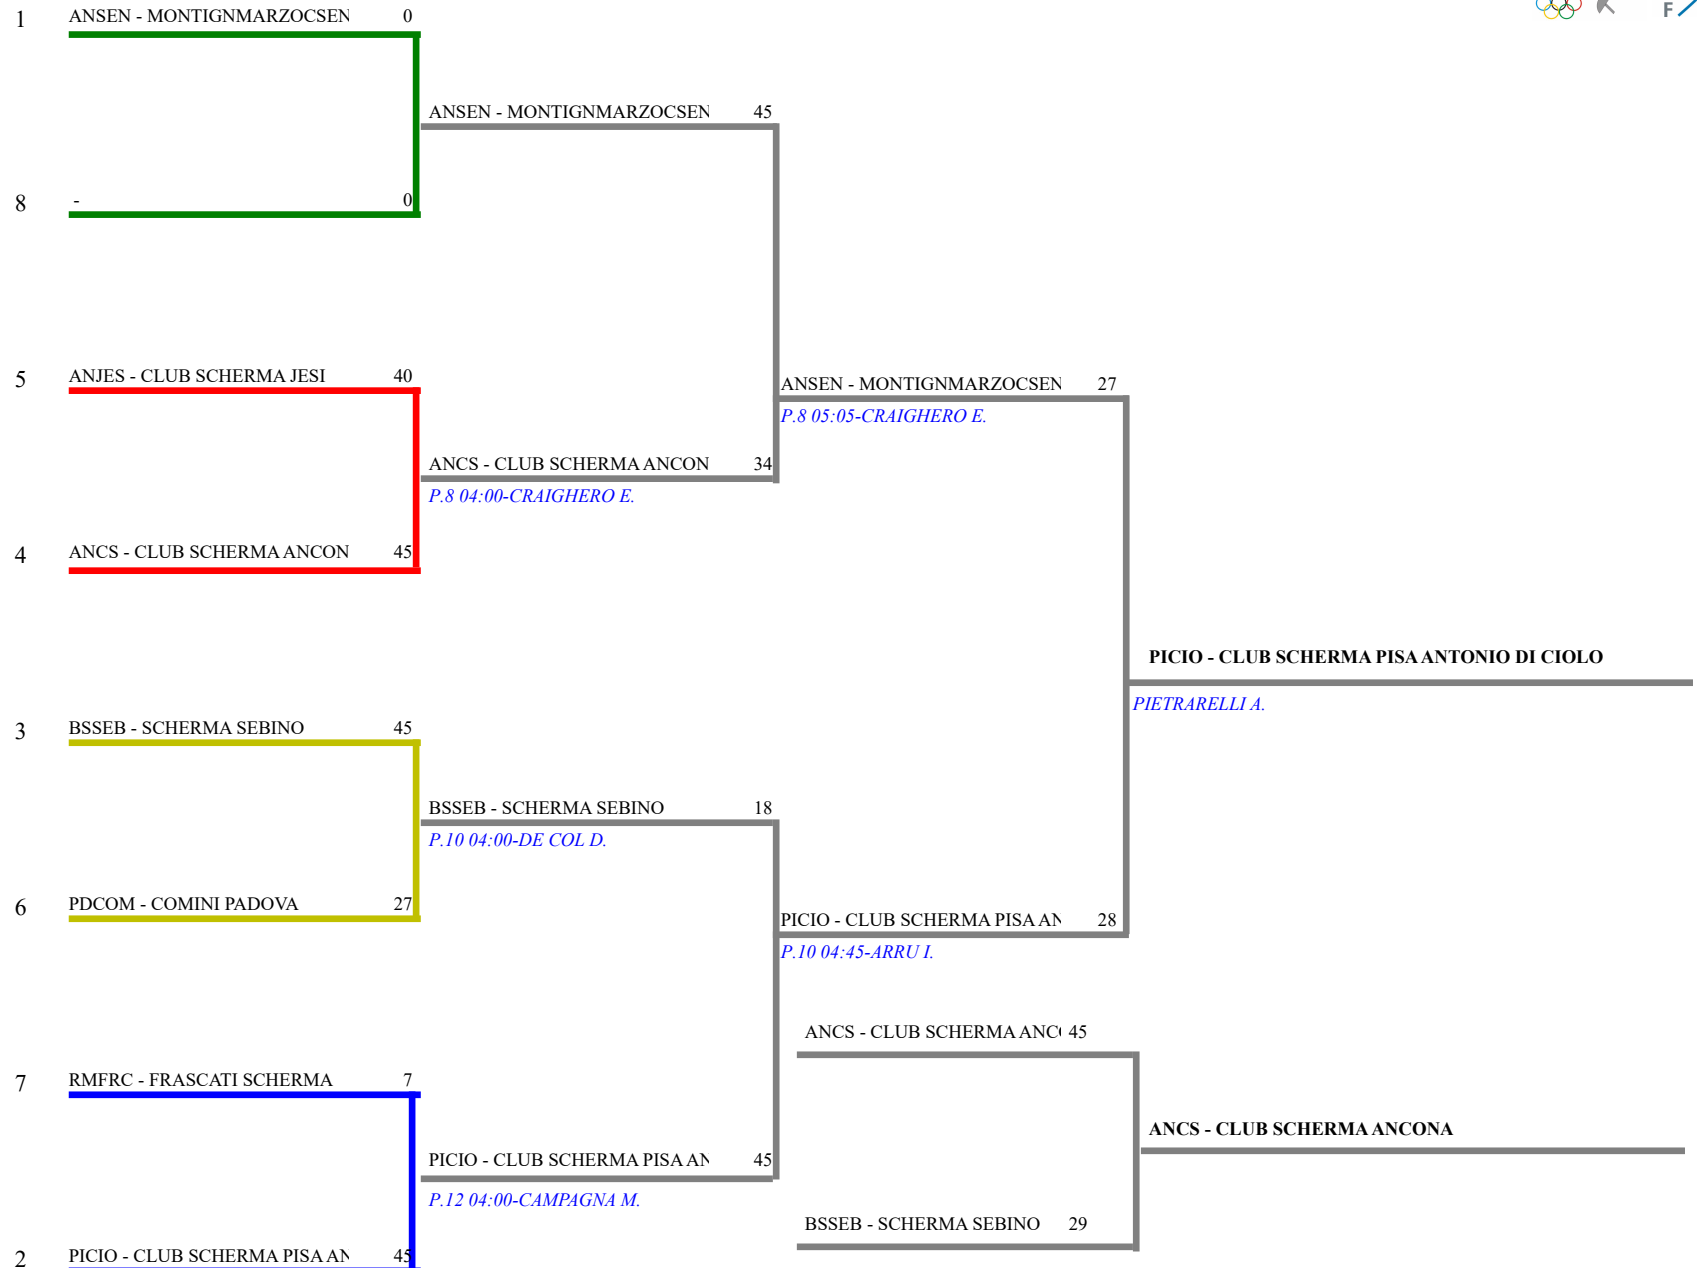 F
1 ANSEN - MONTIGNMARZOCSEN 0
ANSEN - MONTIGNMARZOCSEN 45
8 - 0
5 ANJES - CLUB SCHERMA JESI 40
ANSEN - MONTIGNMARZOCSEN 27
P.8 05:05-CRAIGHERO E.
ANCS - CLUB SCHERMA ANCON 34
P.8 04:00-CRAIGHERO E.
4 ANCS - CLUB SCHERMA ANCON 45
PICIO - CLUB SCHERMA PISA ANTONIO DI CIOLO
PIETRARELLI A.
3 BSSEB - SCHERMA SEBINO 45
BSSEB - SCHERMA SEBINO 18
P.10 04:00-DE COL D.
6 PDCOM - COMINI PADOVA 27
PICIO - CLUB SCHERMA PISA AN 28
P.10 04:45-ARRU I.
ANCS - CLUB SCHERMA ANC 45
7 RMFRC - FRASCATI SCHERMA 7
ANCS - CLUB SCHERMA ANCONA
PICIO - CLUB SCHERMA PISA AN 45
P.12 04:00-CAMPAGNA M.
BSSEB - SCHERMA SEBINO 29
2 PICIO - CLUB SCHERMA PISA AN 45